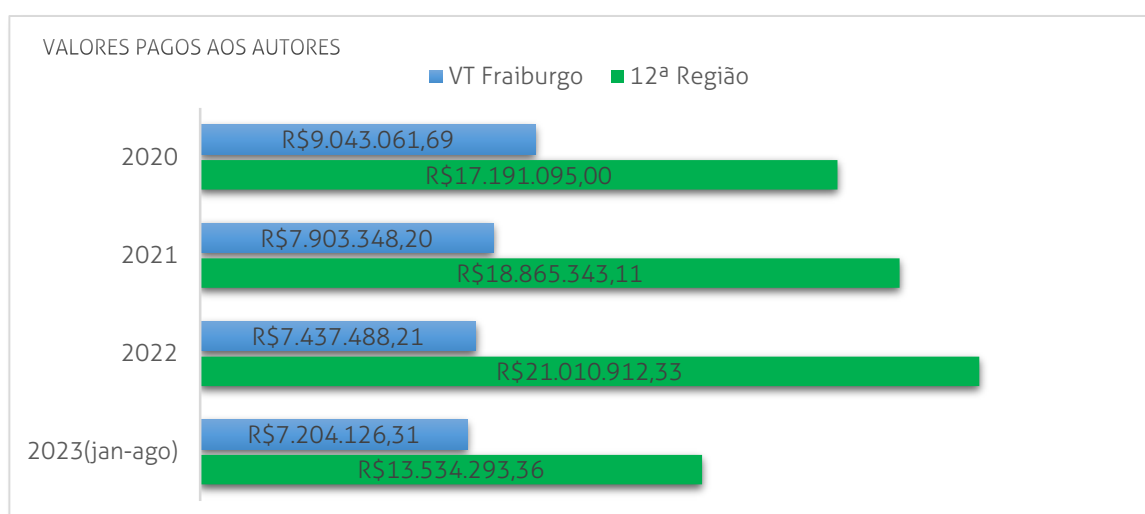 VALORES PAGOS AOS AUTORES
VT Fraiburgo 12ª Região
2020
R$9.043.061,69
R$17.191.095,00
2021
R$7.903.348,20
R$18.865.343,11
2022
R$7.437.488,21
R$21.010.912,33
2023(jan-ago)
R$7.204.126,31
R$13.534.293,36